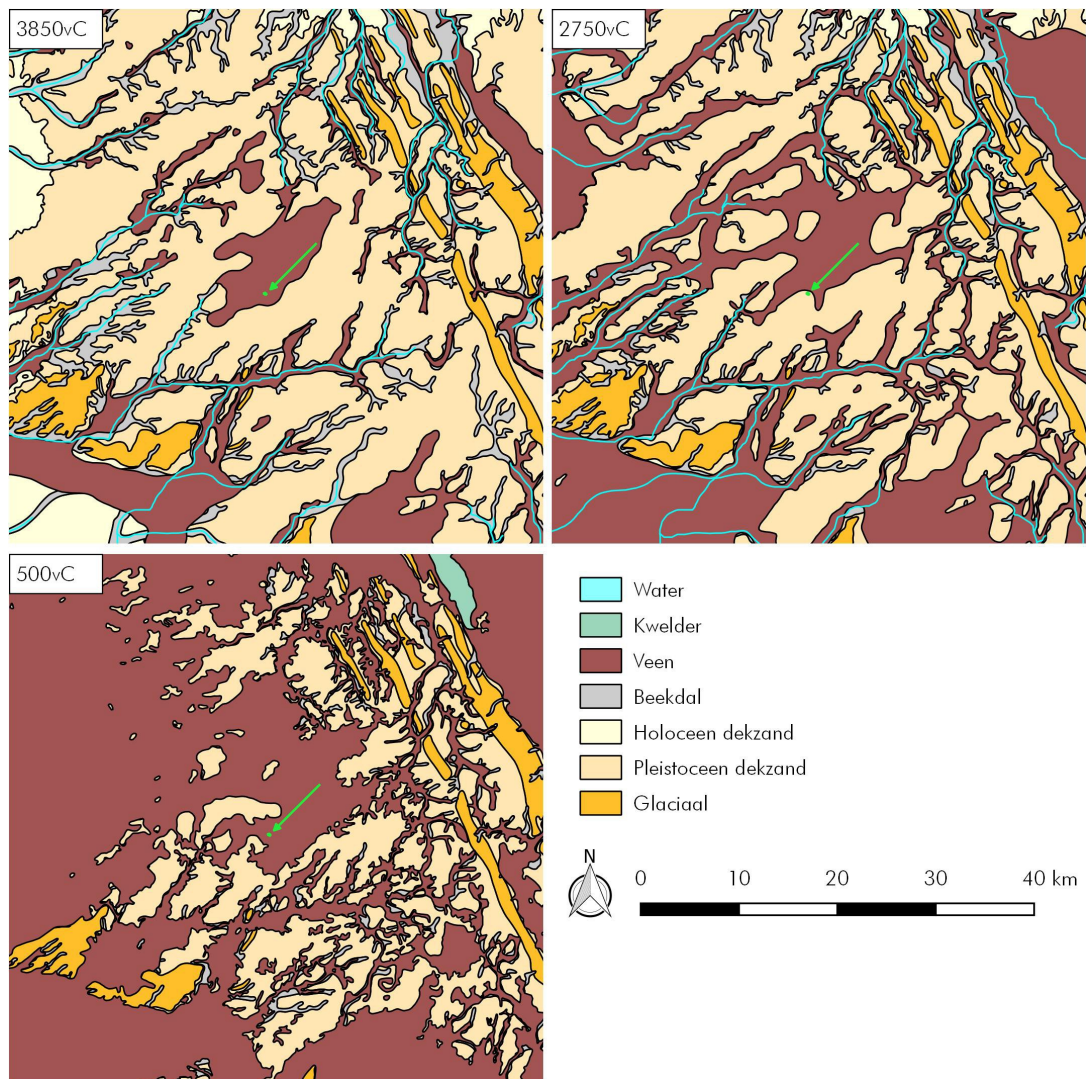 3850vC
2750vC
500vC
Water
Kwelder
Veen
Beekdal
Holoceen dekzand
Pleistoceen dekzand
Glaciaal
N
0 10 20 30 40 km